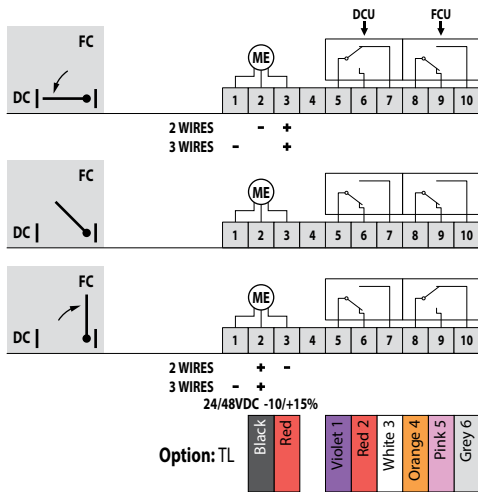 DCU FCU
FC
ME
DC
1 2 3 4 5 6 7 8 9 10
2 WIRES - +
3 WIRES - +
FC
ME
DC
1 2 3 4 5 6 7 8 9 10
FC
ME
DC
1 2 3 4 5 6 7 8 9 10
2 WIRES + -
3 WIRES - +
24/48VDC -10/+15%
Option: TL Black Red Violet 1 Red 2 White 3 Orange 4 Pink 5 Grey 6